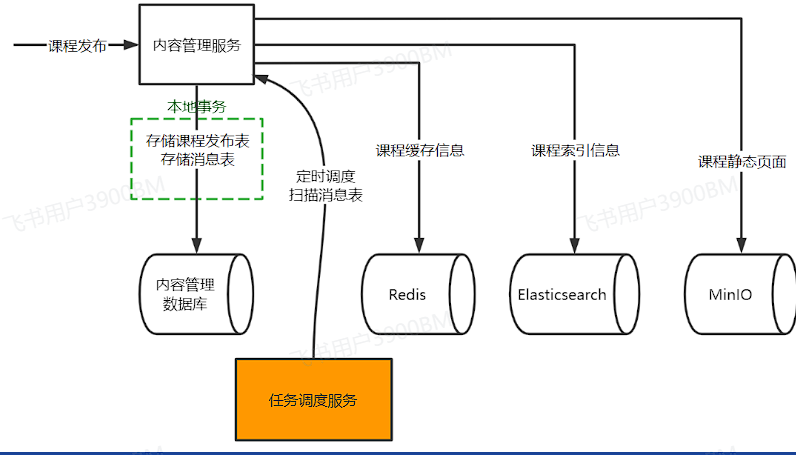 课程发布
内容管理服务
本地事务
存储课程发布表
存储消息表
定时调度
扫描消息表
课程缓存信息
课程索引信息
课程静态页面
内容管理
数据库
Redis
Elasticsearch
MinIO
任务调度服务
飞书用户3900BM
飞书用户3900BM
飞书用户3900BM
飞书用户3900BM